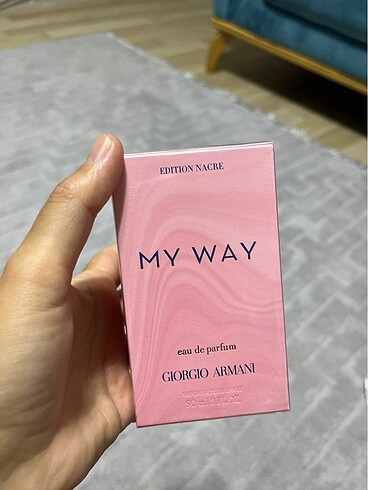 EDITION NACRE
MY WAY
eau de parfum
GIORGIO ARMANI